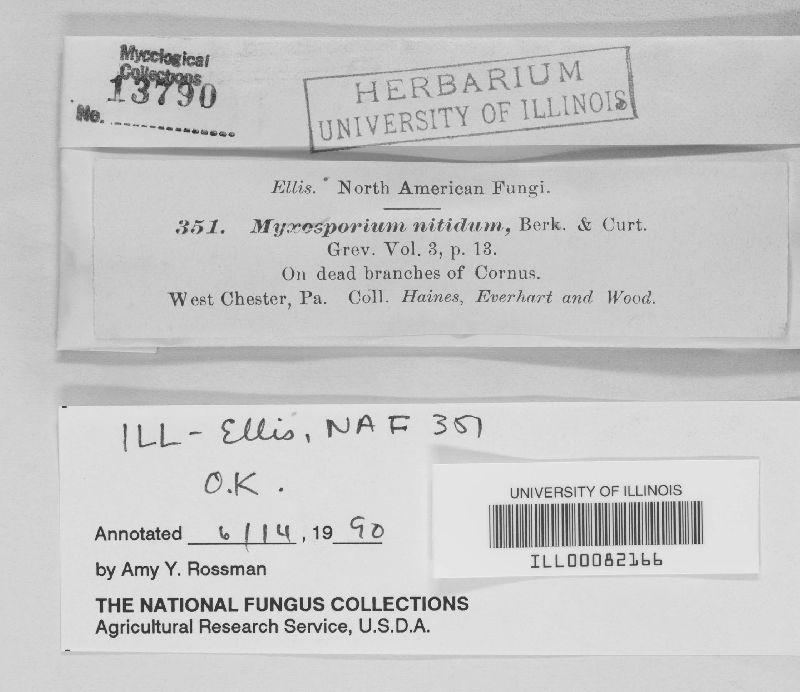 Mycological
Collections
13790
No.
HERBARIUM
UNIVERSITY OF ILLINOIS
Ellis. North American Fungi.
351. Myxosporium nitidum, Berk. & Curt.
Grev. Vol. 3, p. 13.
On dead branches of Cornus.
West Chester, Pa. Coll. Haines, Everhart and Wood.
ILL - Ellis, NAF 351
O.K.
Annotated 6/14, 1990
by Amy Y. Rossman
THE NATIONAL FUNGUS COLLECTIONS
Agricultural Research Service, U.S.D.A.
UNIVERSITY OF ILLINOIS
ILL00082166